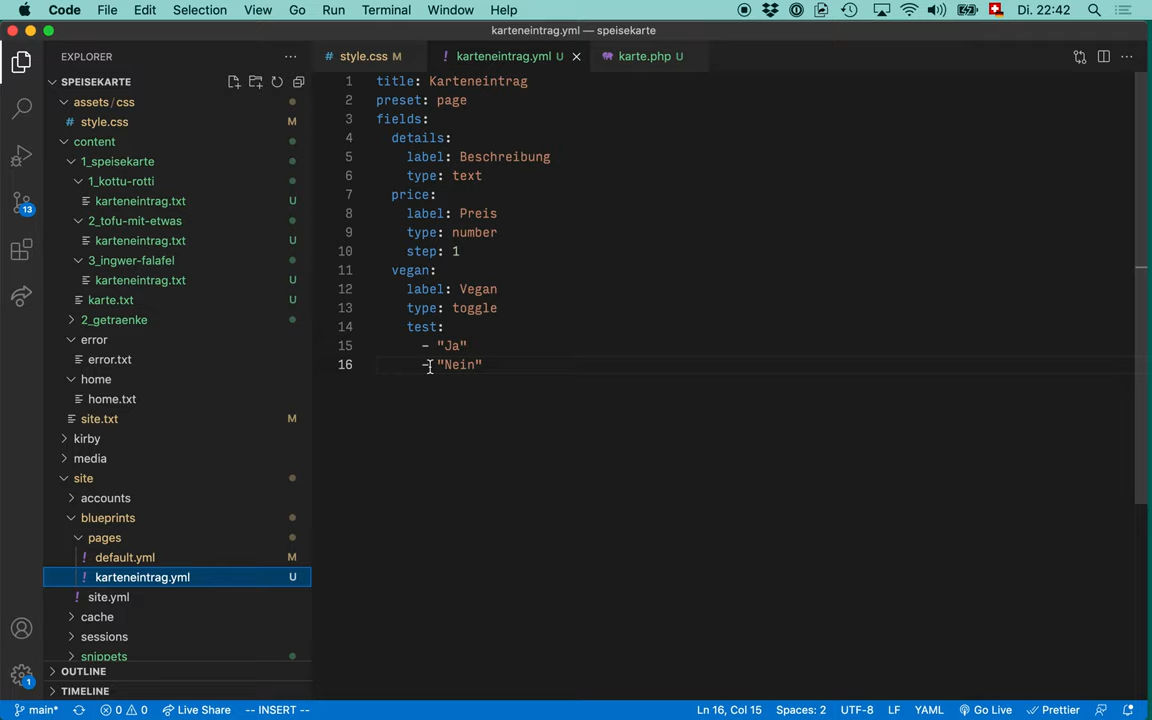 Code File Edit Selection View Go Run Terminal Window Help Di. 22:42
karteneintrag.yml — speisekarte
EXPLORER
style.css M
karteneintrag.yml U
karte.php U
SPEISEKARTE
assets / css
style.css M
content
1_speisekarte
1_kottu-rotti
karteneintrag.txt U
2_tofu-mit-etwas
karteneintrag.txt U
3_ingwer-falafel
karteneintrag.txt U
karte.txt U
2_getraenke
error
error.txt
home
home.txt
site.txt M
kirby
media
site
accounts
blueprints
pages
default.yml M
karteneintrag.yml U
site.yml
cache
sessions
snippets
OUTLINE
TIMELINE
13
1
1 title: Karteneintrag
2 preset: page
3 fields:
4 details:
5 label: Beschreibung
6 type: text
7 price:
8 label: Preis
9 type: number
10 step: 1
11 vegan:
12 label: Vegan
13 type: toggle
14 test:
15 - "Ja"
16 - "Nein"
main* 0 0 Live Share -- INSERT -- Ln 16, Col 15 Spaces: 2 UTF-8 LF YAML Go Live Prettier